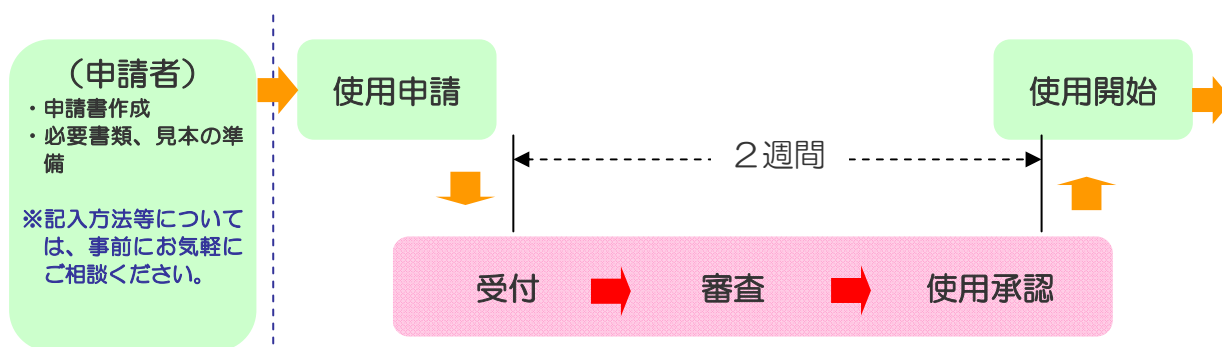 （申請者）
・申請書作成
・必要書類、見本の準
備
※記入方法等について
は、事前にお気軽に
ご相談ください。
使用申請
使用開始
２週間
受付
審査
使用承認